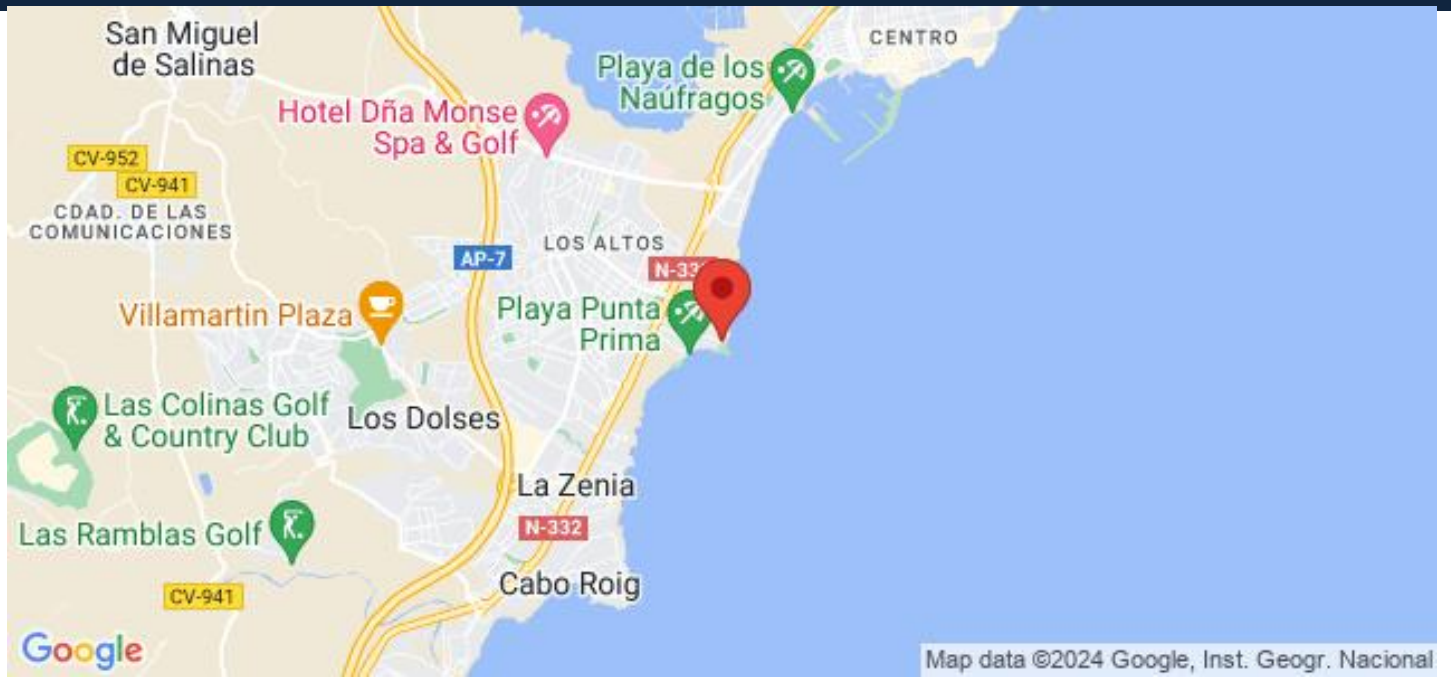 San Miguel
de Salinas
CENTRO
Playa de los
Naúfragos
Hotel Dña Monse
Spa & Golf
CV-952
CV-941
CDAD. DE LAS
COMUNICACIONES
LOS ALTOS
AP-7
N-33
Villamartin Plaza
Playa Punta
Prima
Las Colinas Golf
& Country Club
Los Dolses
La Zenia
Las Ramblas Golf
N-332
Cabo Roig
CV-941
Google
Map data ©2024 Google, Inst. Geogr. Nacional